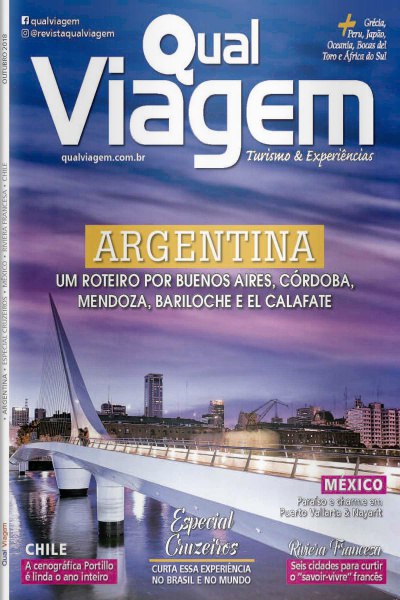 qualviagem
@revistaqualviagem
+ Grécia,
Peru, Japão,
Oceania, Bocas del
Toro e África do Sul
Qual
Viagem
qualviagem.com.br
Turismo & Experiências
ARGENTINA
UM ROTEIRO POR BUENOS AIRES, CÓRDOBA,
MENDOZA, BARILOCHE E EL CALAFATE
MÉXICO
Paraíso e charme em
Puerto Vallarta & Nayarit
Especial
Cruzeiros
CURTA ESSA EXPERIÊNCIA
NO BRASIL E NO MUNDO
CHILE
A cenográfica Portillo
é linda o ano inteiro
Riviera Francesa
Seis cidades para curtir
o “savoir-vivre” francês
Qual Viagem • ARGENTINA • ESPECIAL CRUZEIROS • MÉXICO • RIVIERA FRANCESA • CHILE OUTUBRO 2018